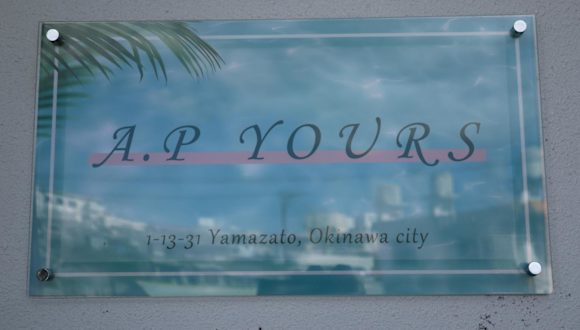 A.P YOURS
1-13-31 Yamazato, Okinawa city